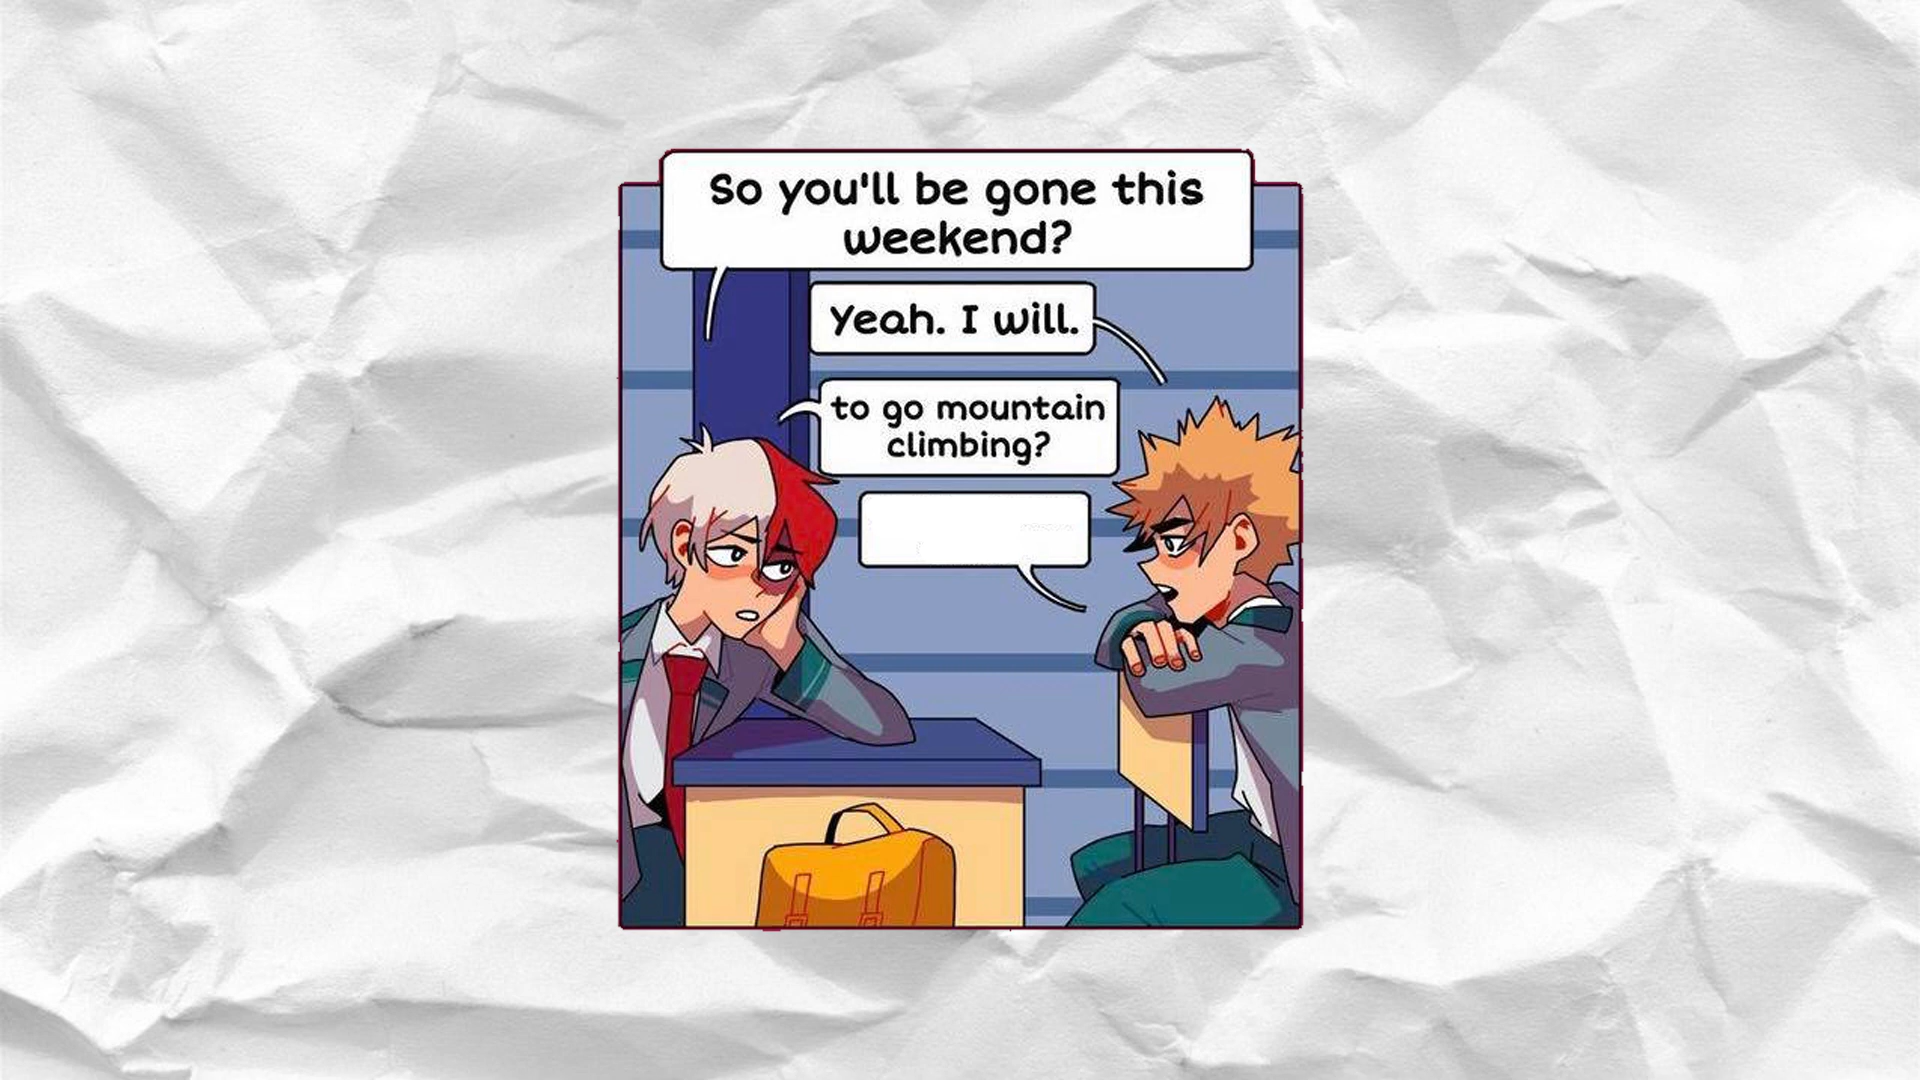 So you'll be gone this
weekend?
Yeah. I will.
to go mountain
climbing?